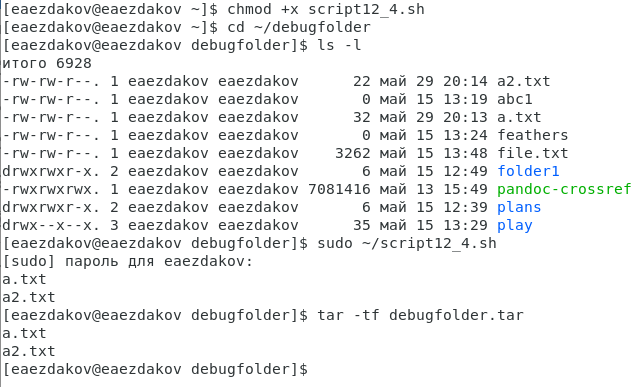 [eaezdakov@eaezdakov ~]$ chmod +x script12_4.sh
[eaezdakov@eaezdakov ~]$ cd ~/debugfolder
[eaezdakov@eaezdakov debugfolder]$ ls -l
итого 6928
-rw-rw-r--. 1 eaezdakov eaezdakov      22 май 29 20:14 a2.txt
-rw-rw-r--. 1 eaezdakov eaezdakov       0 май 15 13:19 abc1
-rw-rw-r--. 1 eaezdakov eaezdakov      32 май 29 20:13 a.txt
-rw-rw-r--. 1 eaezdakov eaezdakov       0 май 15 13:24 feathers
-rw-rw-r--. 1 eaezdakov eaezdakov    3262 май 15 13:48 file.txt
drwxrwxr-x. 2 eaezdakov eaezdakov       6 май 15 12:49 folder1
-rwxrwxrwx. 1 eaezdakov eaezdakov 7081416 май 13 15:49 pandoc-crossref
drwxrwxr-x. 2 eaezdakov eaezdakov       6 май 15 12:39 plans
drwx--x--x. 3 eaezdakov eaezdakov      35 май 15 13:29 play
[eaezdakov@eaezdakov debugfolder]$ sudo ~/script12_4.sh
[sudo] пароль для eaezdakov:
a.txt
a2.txt
[eaezdakov@eaezdakov debugfolder]$ tar -tf debugfolder.tar
a.txt
a2.txt
[eaezdakov@eaezdakov debugfolder]$